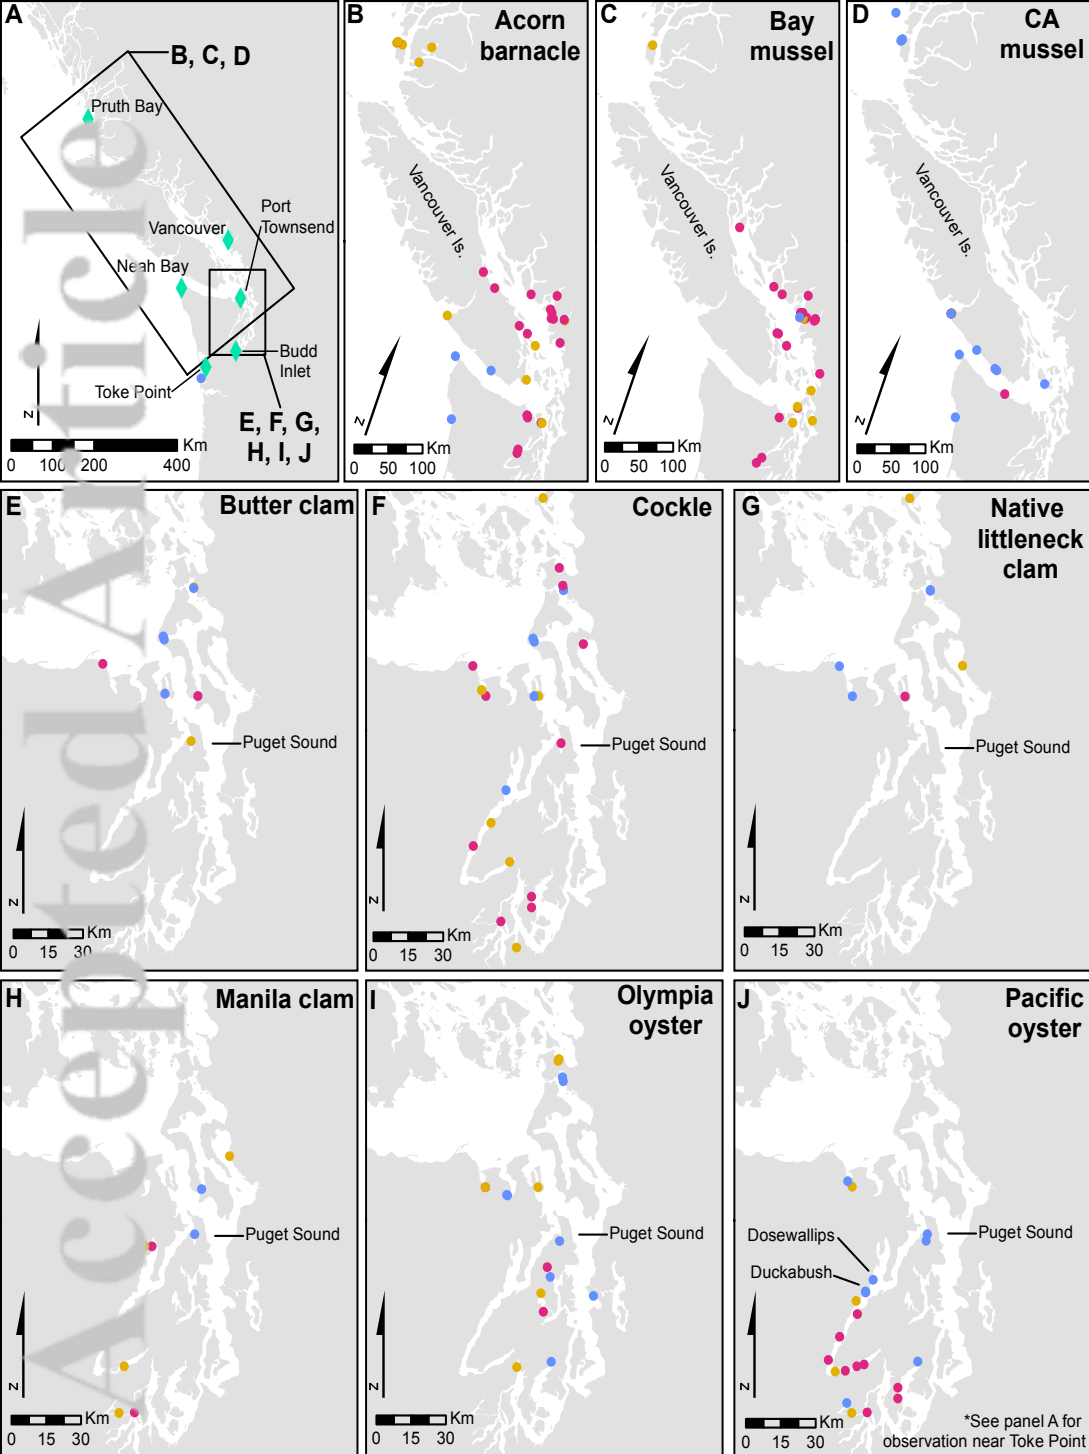 A
B, C, D
Pruth Bay
Port
Townsend
Vancouver
Neah Bay
Budd
Inlet
Toke Point
E, F, G,
H, I, J
N
Km
0 100 200 400
B
Acorn
barnacle
Vancouver Is.
N
Km
0 50 100
C
Bay
mussel
Vancouver Is.
N
Km
0 50 100
D
CA
mussel
Vancouver Is.
N
Km
0 50 100
E
Butter clam
Puget Sound
N
Km
0 15 30
F
Cockle
Puget Sound
N
Km
0 15 30
G
Native
littleneck
clam
Puget Sound
N
Km
0 15 30
H
Manila clam
Puget Sound
N
Km
0 15 30
I
Olympia
oyster
Puget Sound
N
Km
0 15 30
J
Pacific
oyster
Puget Sound
Dosewallips
Duckabush
N
Km
0 15 30
*See panel A for
observation near Toke Point
Accepted Article